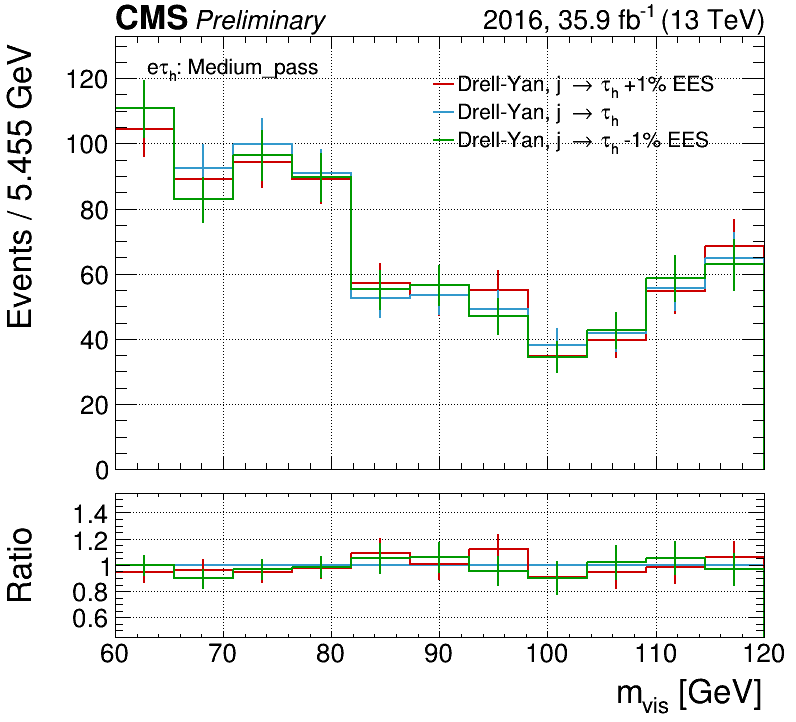 CMS Preliminary 2016, 35.9 fb⁻¹ (13 TeV)
Events / 5.455 GeV
eτₕ: Medium_pass
Drell-Yan, j → τₕ +1% EES
Drell-Yan, j → τₕ
Drell-Yan, j → τₕ -1% EES
120
100
80
60
40
20
0
Ratio
1.4
1.2
1
0.8
0.6
60 70 80 90 100 110 120
m_vis [GeV]